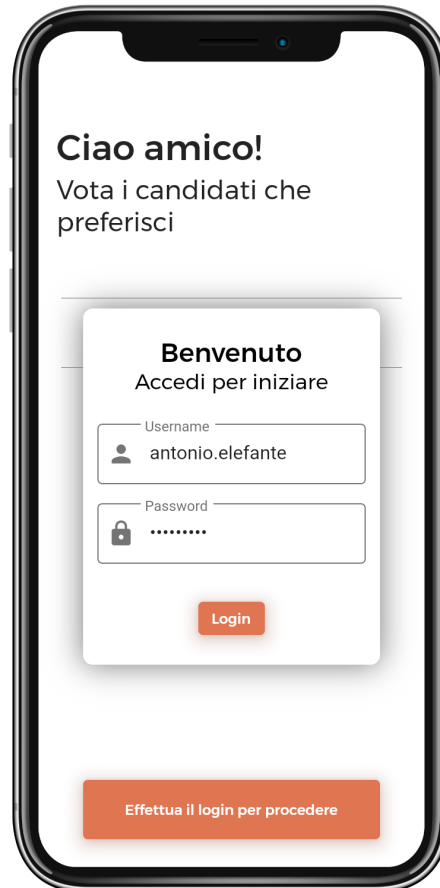 Ciao amico!
Vota i candidati che
preferisci
Benvenuto
Accedi per iniziare
Username
antonio.elefante
Password
•••••••••
Login
Effettua il login per procedere